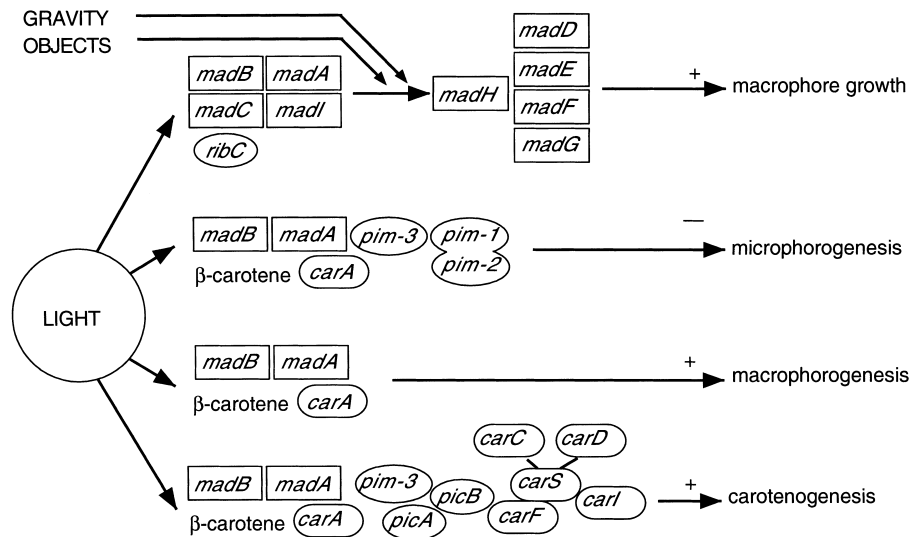 GRAVITY
OBJECTS
madB madA
madC madI
ribC
madH
madD
madE
madF
madG
+
macrophore growth
LIGHT
madB madA pim-3 pim-1
β-carotene carA pim-2
—
microphorogenesis
madB madA
β-carotene carA
+
macrophorogenesis
carC carD
madB madA pim-3 picB carS carI
β-carotene carA picA carF
+
carotenogenesis